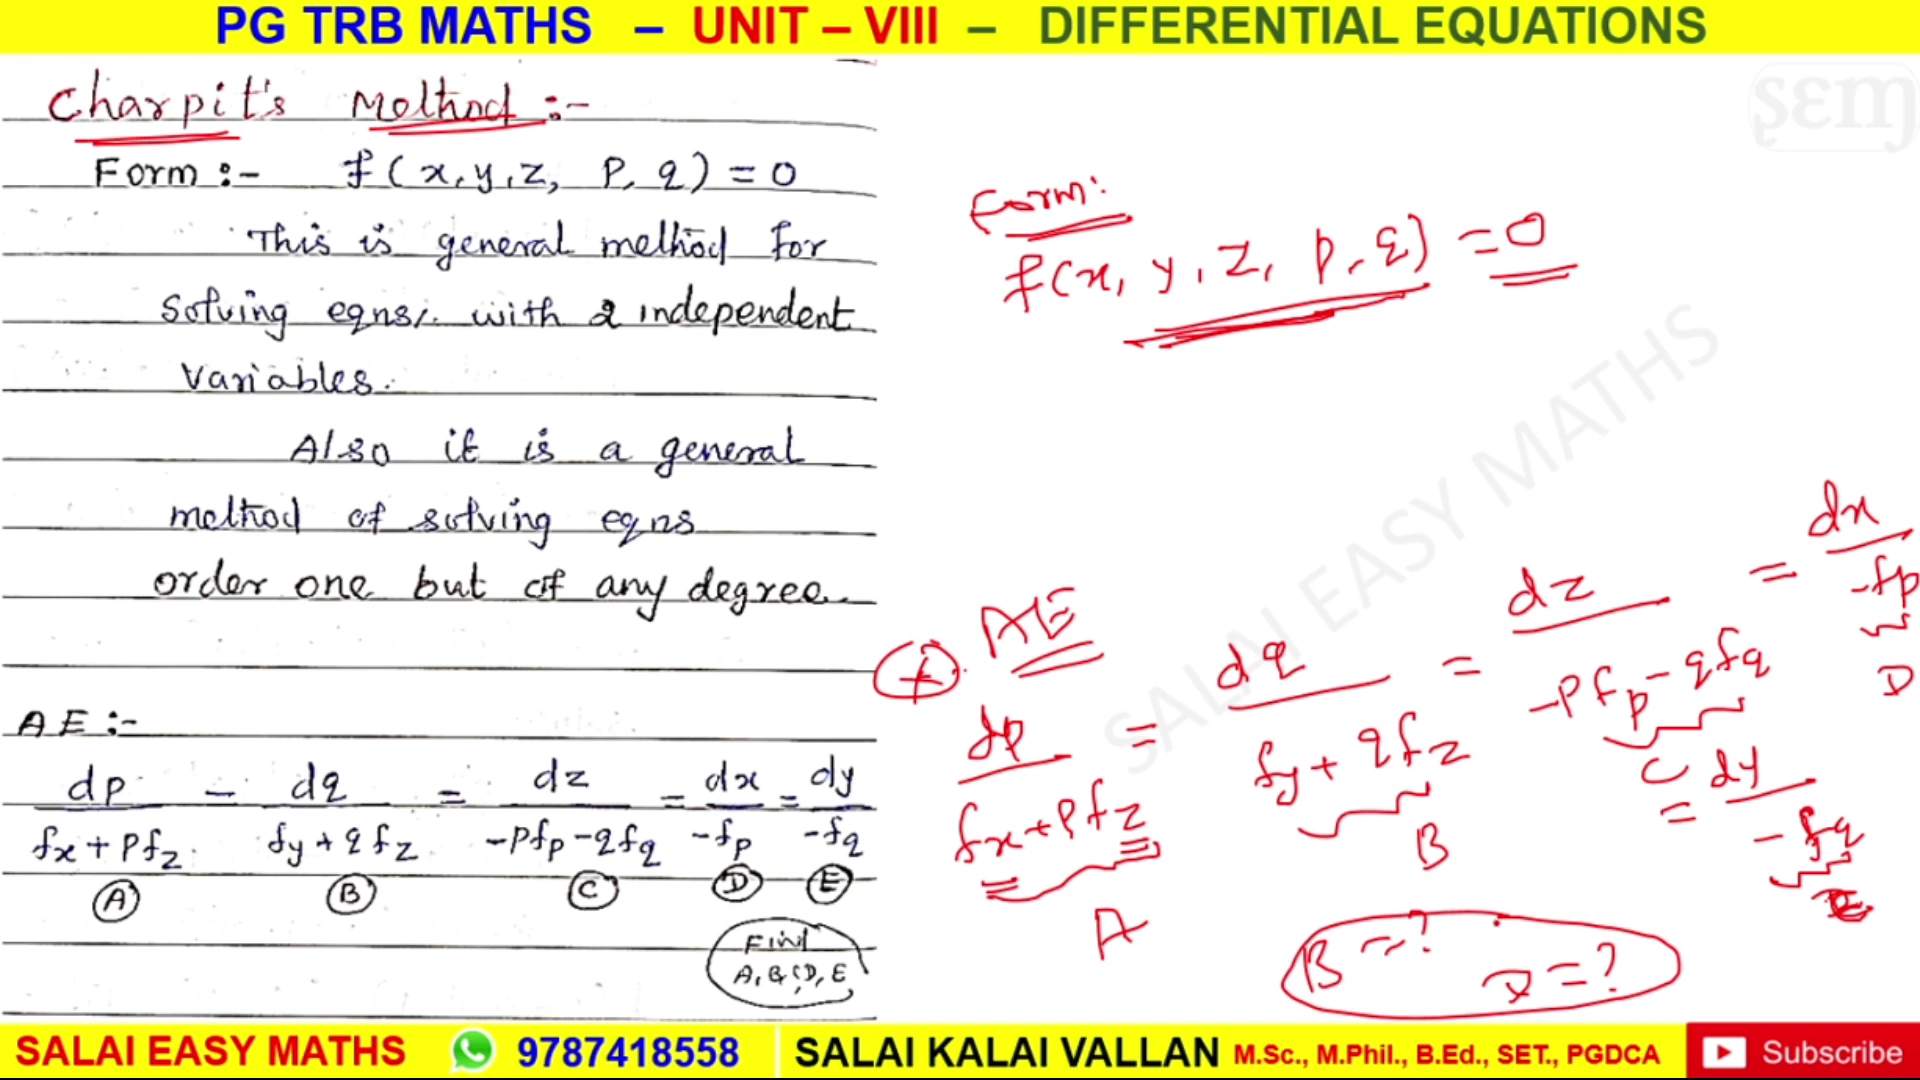 PG TRB MATHS – UNIT – VIII – DIFFERENTIAL EQUATIONS
sem
Charpit's Method :-
Form :- f(x, y, z, p, q) = 0
This is general method for
solving eqns/. with 2 independent
variables.
Also it is a general
method of solving eqns
order one but of any degree.
AE :-
dp/(fx + pfz) = dq/(fy + qfz) = dz/(-pfp - qfq) = dx/(-fp) = dy/(-fq)
A B C D E
Find
A, B, C, D, E
Form:
f(x, y, z, p, q) = 0
AE
dp/(fx + pfz) = dq/(fy + qfz) = dz/(-pfp - qfq) = dx/(-fp)
= dy/(-fq)
A B C D
B = ?
= ?
SALAI EASY MATHS
SALAI EASY MATHS 9787418558 SALAI KALAI VALLAN M.Sc., M.Phil., B.Ed., SET., PGDCA Subscribe